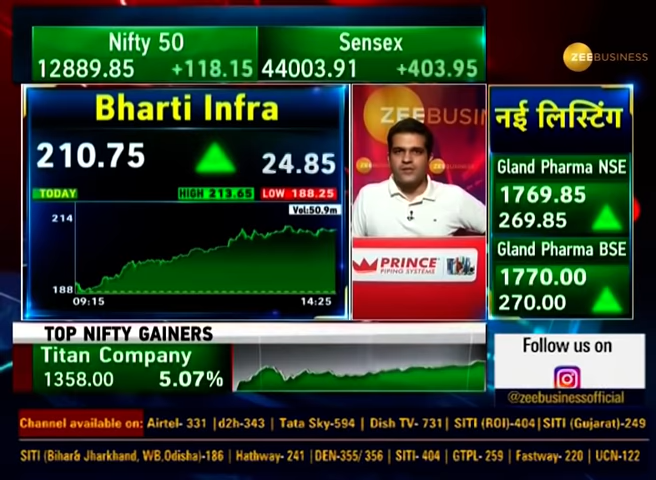 Nifty 50
Sensex
12889.85 +118.15
44003.91 +403.95
ZEEBUSINESS
Bharti Infra
210.75 24.85
TODAY HIGH 213.65 LOW 188.25
Vol:50.9m
214
188
09:15 14:25
ZEEBUSIN
नई लिस्टिंग
Gland Pharma NSE
1769.85
269.85
Gland Pharma BSE
1770.00
270.00
PRINCE
PIPING SYSTEMS
TOP NIFTY GAINERS
Titan Company
1358.00 5.07%
Follow us on
@zeebusinessofficial
Channel available on: Airtel- 331 |d2h-343 | Tata Sky-594 | Dish TV- 731| SITI (ROI)-404|SITI (Gujarat)-249
SITI (Bihar& Jharkhand, WB,Odisha)-186 | Hathway- 241 |DEN-355/ 356 | SITI- 404 | GTPL- 259 | Fastway- 220 | UCN-122